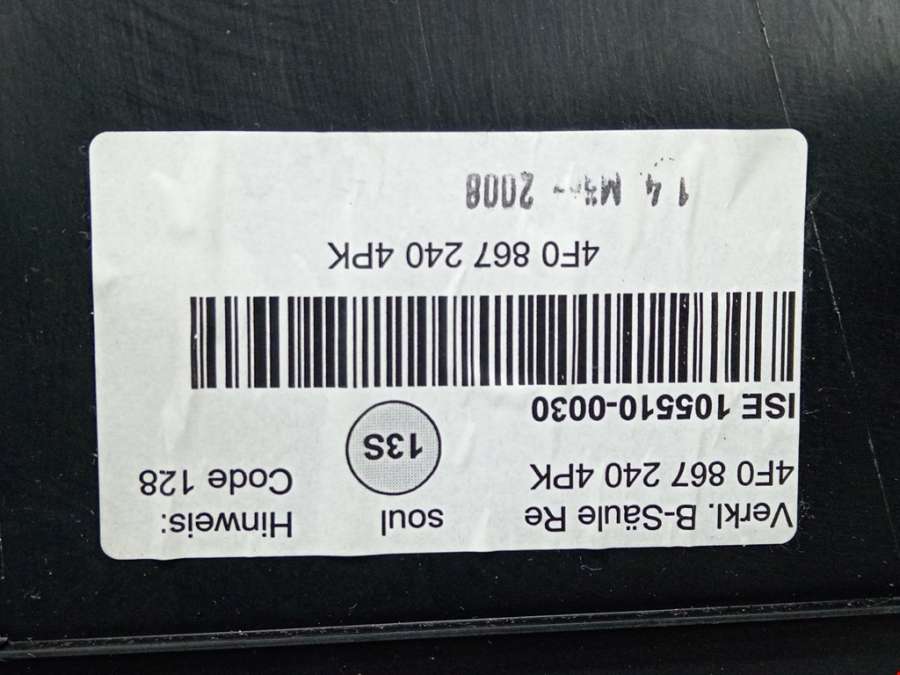 Verkl. B-Säule Re soul Hinweis:
4F0 867 240 4PK 13S Code 128
ISE 105510-0030
4F0 867 240 4PK
14 2008